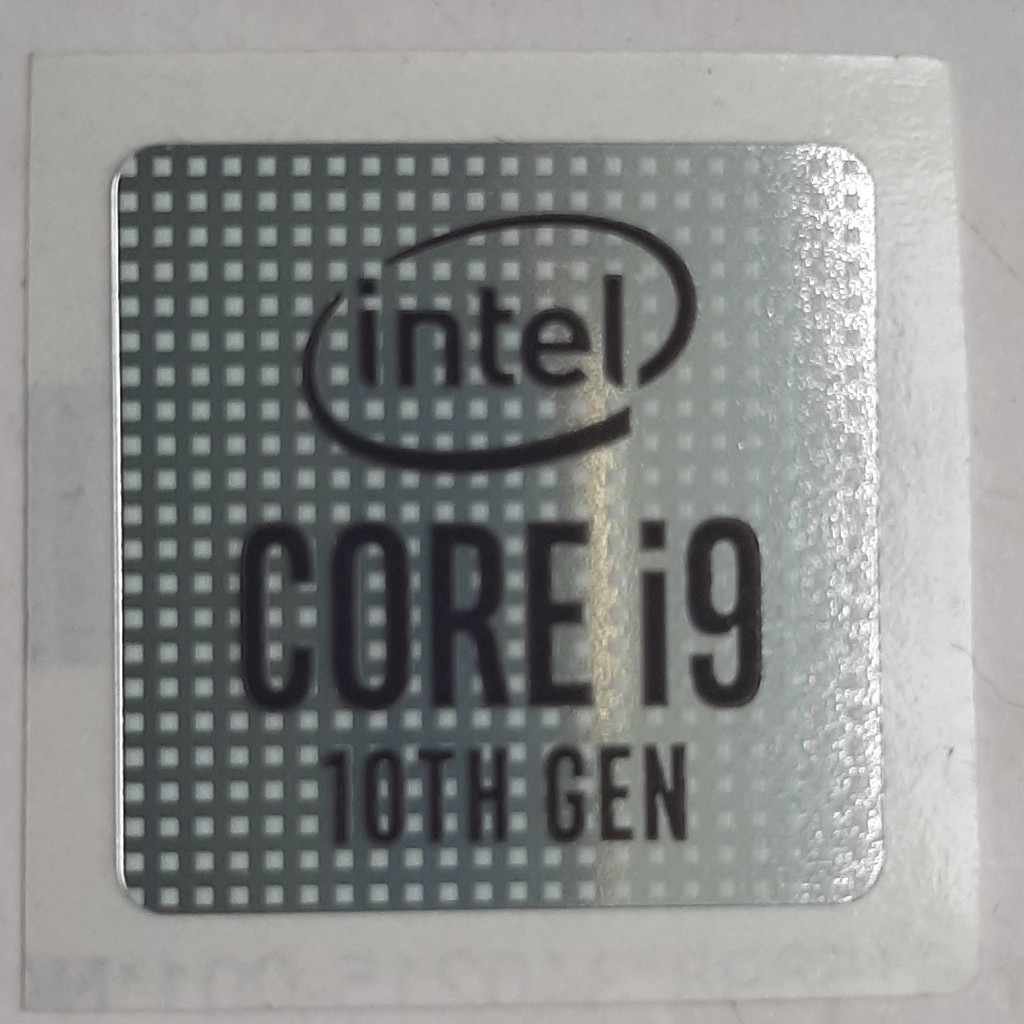 intel
CORE i9
10TH GEN